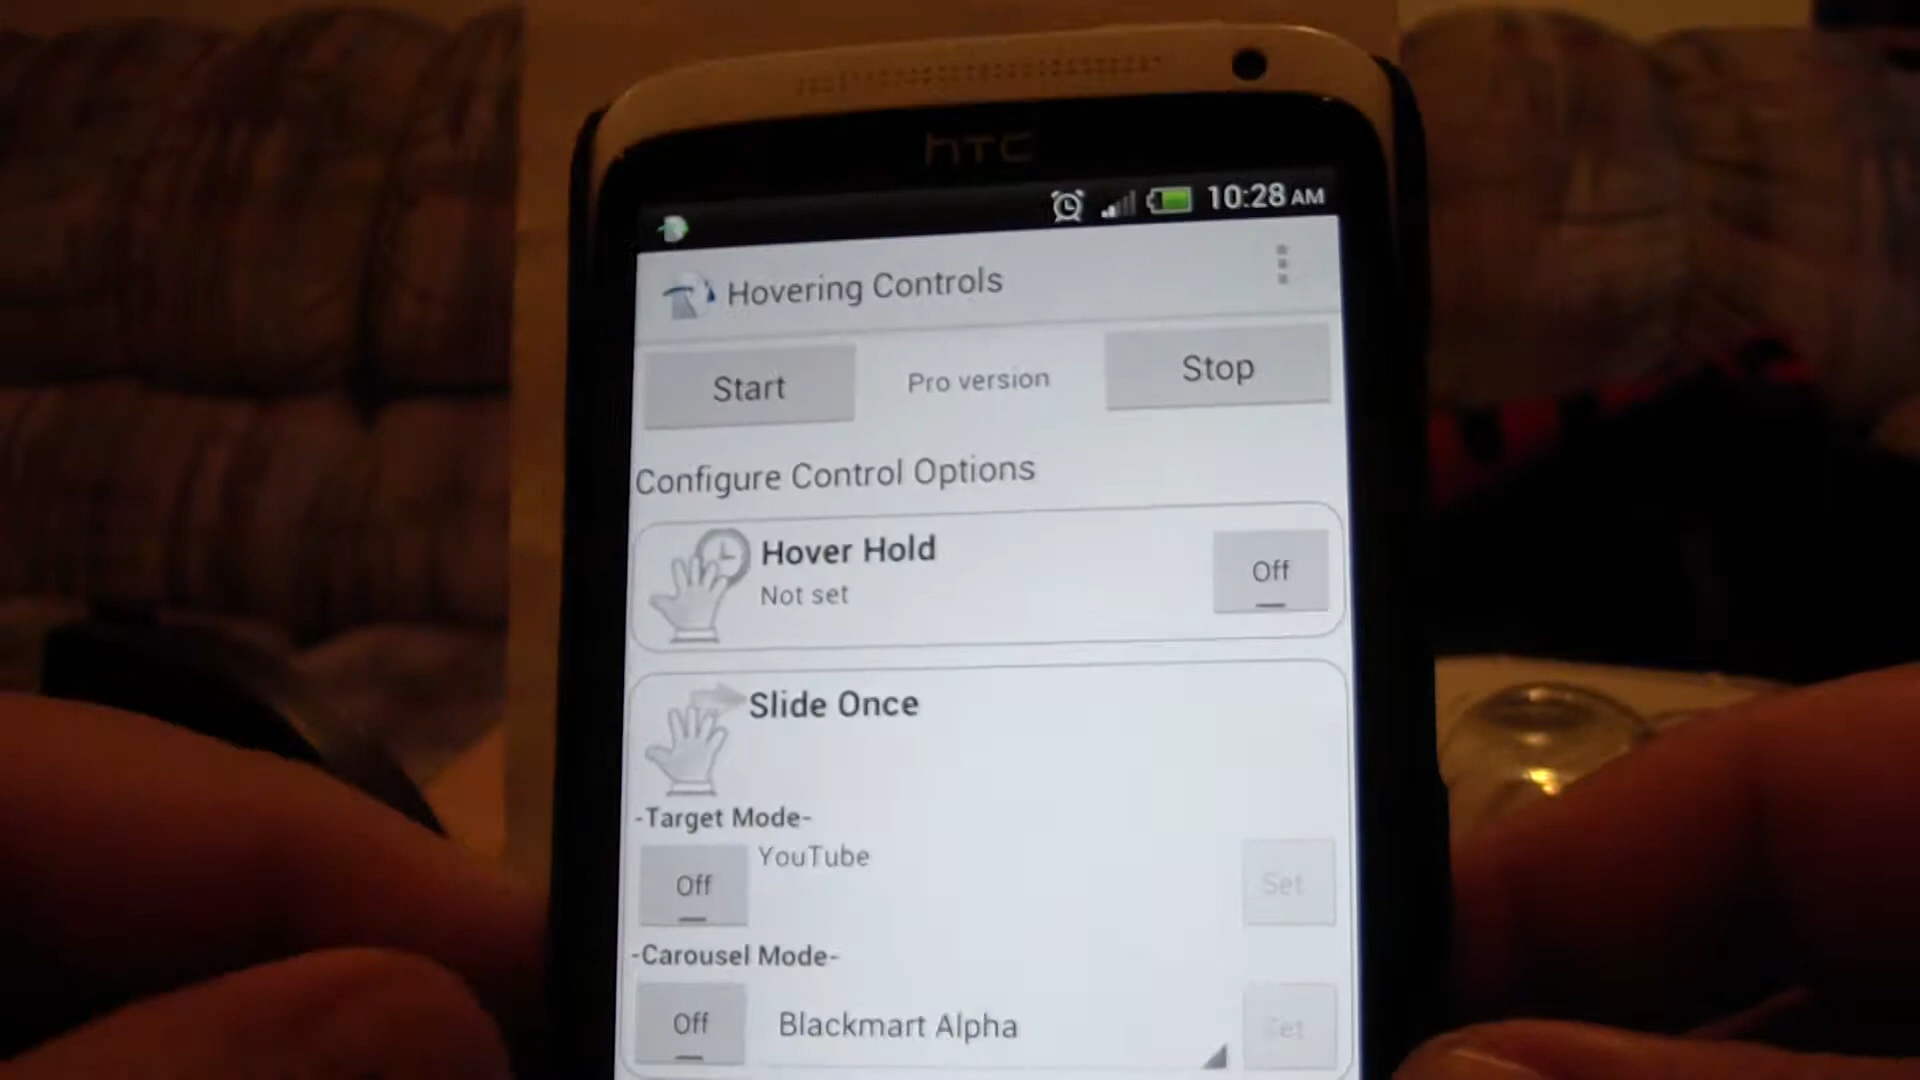 hTC
10:28 AM
Hovering Controls
Start
Pro version
Stop
Configure Control Options
Hover Hold
Off
Not set
Slide Once
-Target Mode-
YouTube
Off
Set
-Carousel Mode-
Off
Blackmart Alpha
Set